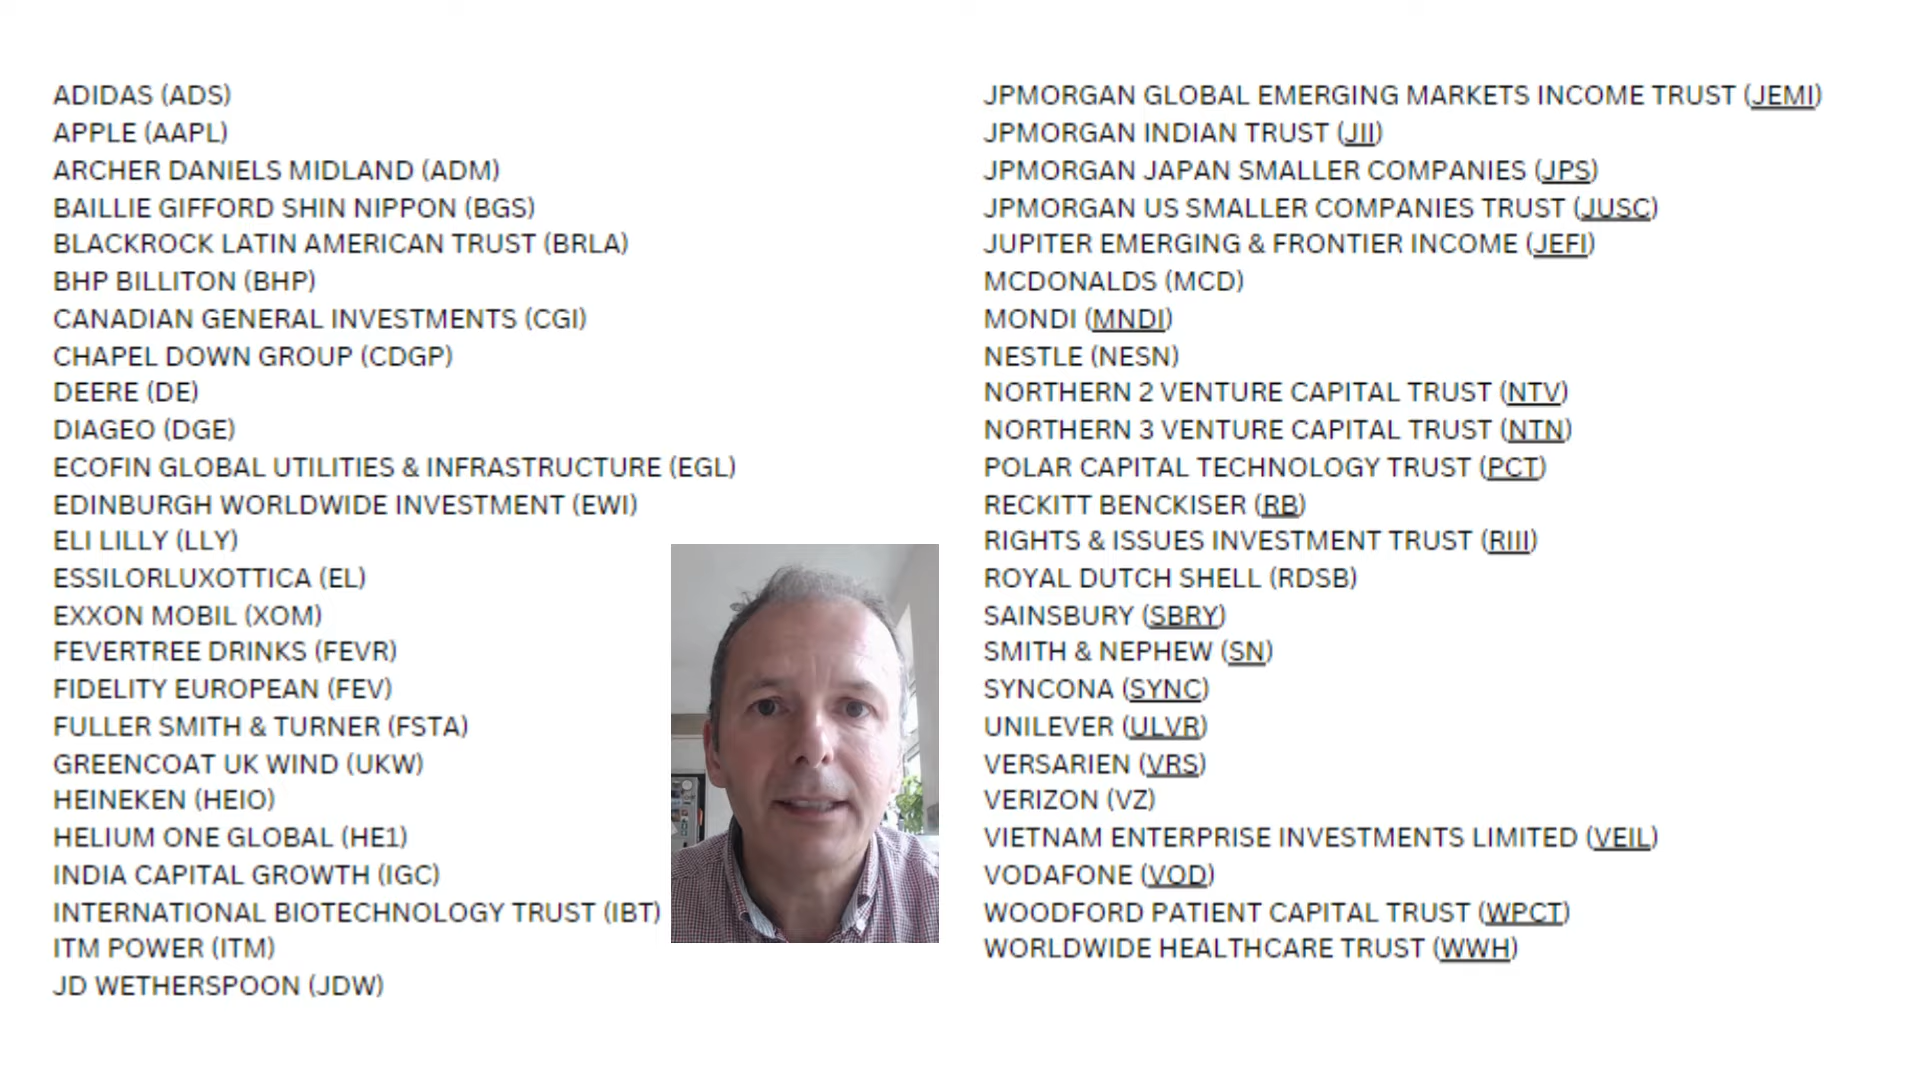 ADIDAS (ADS)
APPLE (AAPL)
ARCHER DANIELS MIDLAND (ADM)
BAILLIE GIFFORD SHIN NIPPON (BGS)
BLACKROCK LATIN AMERICAN TRUST (BRLA)
BHP BILLITON (BHP)
CANADIAN GENERAL INVESTMENTS (CGI)
CHAPEL DOWN GROUP (CDGP)
DEERE (DE)
DIAGEO (DGE)
ECOFIN GLOBAL UTILITIES & INFRASTRUCTURE (EGL)
EDINBURGH WORLDWIDE INVESTMENT (EWI)
ELI LILLY (LLY)
ESSILORLUXOTTICA (EL)
EXXON MOBIL (XOM)
FEVERTREE DRINKS (FEVR)
FIDELITY EUROPEAN (FEV)
FULLER SMITH & TURNER (FSTA)
GREENCOAT UK WIND (UKW)
HEINEKEN (HEIO)
HELIUM ONE GLOBAL (HE1)
INDIA CAPITAL GROWTH (IGC)
INTERNATIONAL BIOTECHNOLOGY TRUST (IBT)
ITM POWER (ITM)
JD WETHERSPOON (JDW)
JPMORGAN GLOBAL EMERGING MARKETS INCOME TRUST (JEMI)
JPMORGAN INDIAN TRUST (JII)
JPMORGAN JAPAN SMALLER COMPANIES (JPS)
JPMORGAN US SMALLER COMPANIES TRUST (JUSC)
JUPITER EMERGING & FRONTIER INCOME (JEFI)
MCDONALDS (MCD)
MONDI (MNDI)
NESTLE (NESN)
NORTHERN 2 VENTURE CAPITAL TRUST (NTV)
NORTHERN 3 VENTURE CAPITAL TRUST (NTN)
POLAR CAPITAL TECHNOLOGY TRUST (PCT)
RECKITT BENCKISER (RB)
RIGHTS & ISSUES INVESTMENT TRUST (RIII)
ROYAL DUTCH SHELL (RDSB)
SAINSBURY (SBRY)
SMITH & NEPHEW (SN)
SYNCONA (SYNC)
UNILEVER (ULVR)
VERSARIEN (VRS)
VERIZON (VZ)
VIETNAM ENTERPRISE INVESTMENTS LIMITED (VEIL)
VODAFONE (VOD)
WOODFORD PATIENT CAPITAL TRUST (WPCT)
WORLDWIDE HEALTHCARE TRUST (WWH)